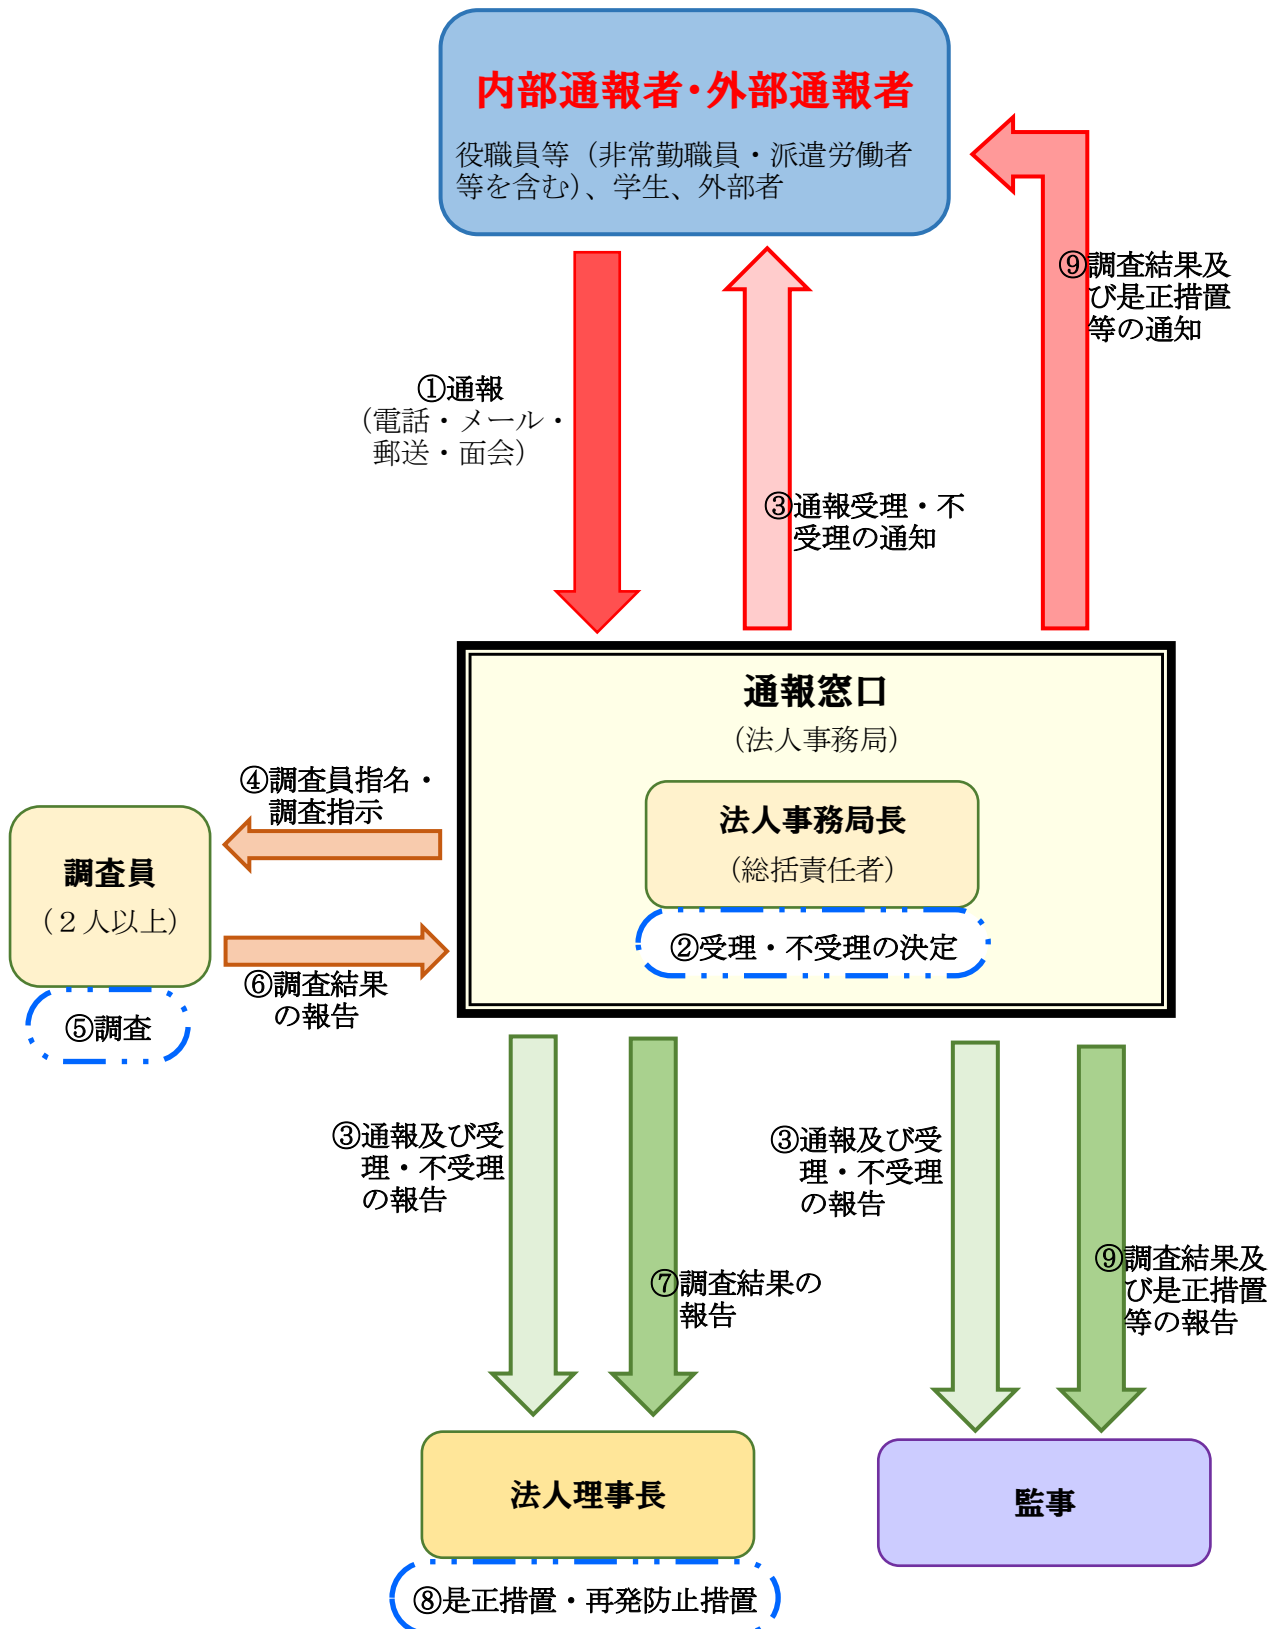 内部通報者・外部通報者
役職員等（非常勤職員・派遣労働者
等を含む）、学生、外部者
⑨調査結果及
び是正措置
等の通知
①通報
（電話・メール・
郵送・面会）
③通報受理・不
受理の通知
通報窓口
（法人事務局）
法人事務局長
（総括責任者）
②受理・不受理の決定
④調査員指名・
調査指示
調査員
（２人以上）
⑤調査
⑥調査結果
の報告
③通報及び受
理・不受理
の報告
⑦調査結果の
報告
③通報及び受
理・不受理
の報告
⑨調査結果及
び是正措置
等の報告
法人理事長
⑧是正措置・再発防止措置
監事